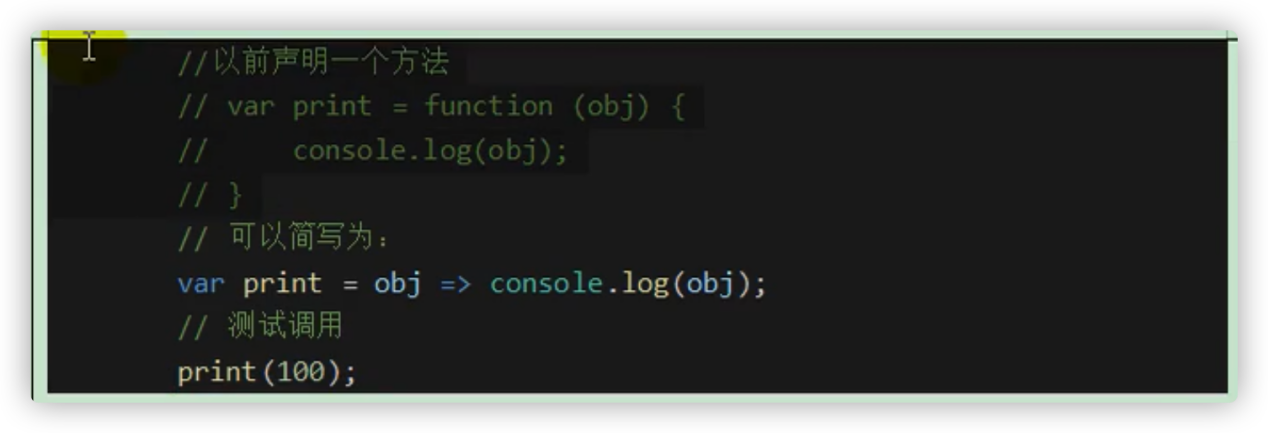 //以前声明一个方法
// var print = function (obj) {
//     console.log(obj);
// }
// 可以简写为：
var print = obj => console.log(obj);
// 测试调用
print(100);